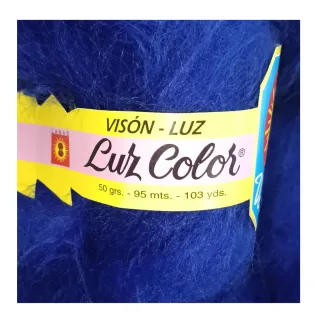 VISÓN - LUZ
Luz Color®
50 grs. - 95 mts. - 103 yds.